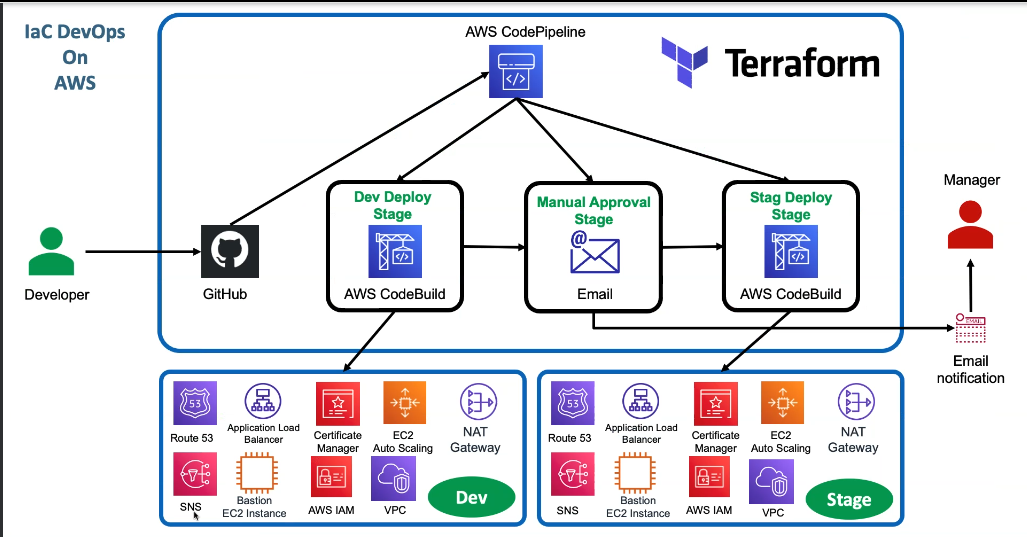 IaC DevOps
On
AWS
AWS CodePipeline
Terraform
Manager
Dev Deploy
Stage
AWS CodeBuild
Manual Approval
Stage
@
Email
Stag Deploy
Stage
AWS CodeBuild
Developer
GitHub
EMAIL
Email
notification
53
Route 53
Application Load
Balancer
Certificate
Manager
EC2
Auto Scaling
NAT
Gateway
SNS
Bastion
EC2 Instance
AWS IAM
VPC
Dev
53
Route 53
Application Load
Balancer
Certificate
Manager
EC2
Auto Scaling
NAT
Gateway
SNS
Bastion
EC2 Instance
AWS IAM
VPC
Stage